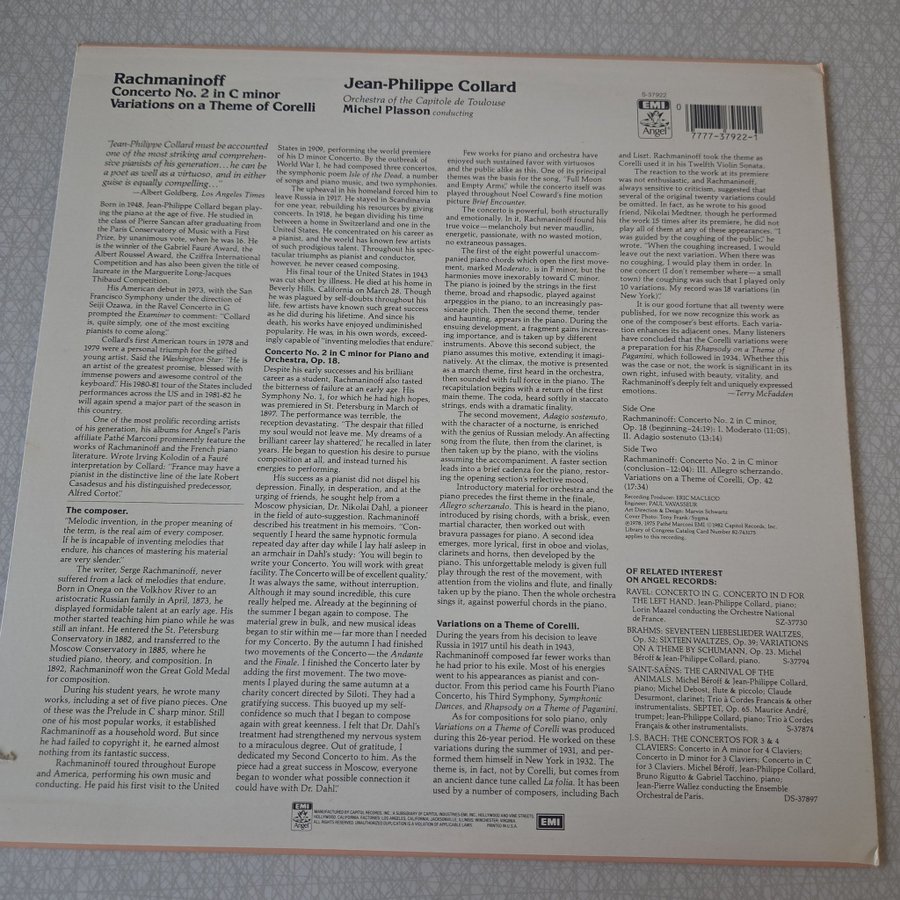 Rachmaninoff
Concerto No. 2 in C minor
Variations on a Theme of Corelli
Jean-Philippe Collard
Orchestra of the Capitole de Toulouse
Michel Plasson conducting
S-37922
EMI
Angel
0
7777-37922-1
"Jean-Philippe Collard must be accounted
one of the most striking and comprehen-
sive pianists of his generation... he can be
a poet as well as a virtuoso, and in either
guise is equally compelling..."
—Albert Goldberg, Los Angeles Times
Born in 1948, Jean-Philippe Collard began play-
ing the piano at the age of five. He studied in
the class of Pierre Sancan after graduating from
the Paris Conservatory of Music with a First
Prize, by unanimous vote, when he was 16. He
is the winner of the Gabriel Fauré Award, the
Albert Roussel Award, the Cziffra International
Competition and has also been given the title of
laureate in the Marguerite Long-Jacques
Thibaud Competition.
His American debut in 1973, with the San
Francisco Symphony under the direction of
Seiji Ozawa, in the Ravel Concerto in G
prompted the Examiner to comment: "Collard
is, quite simply, one of the most exciting
pianists to come along."
Collard's first American tours in 1978 and
1979 were a personal triumph for the gifted
young artist. Said the Washington Star: "He is
an artist of the greatest promise, blessed with
immense powers and awesome control of the
keyboard." His 1980-81 tour of the States included
performances across the US and in 1981-82 he
will again spend a major part of the season in
this country.
One of the most prolific recording artists
of his generation, his albums for Angel's Paris
affiliate Pathé Marconi prominently feature the
works of Rachmaninoff and the French piano
literature. Wrote Irving Kolodin of a Fauré
interpretation by Collard: "France may have a
pianist in the distinctive line of the late Robert
Casadesus and his distinguished predecessor,
Alfred Cortot."
The composer.
"Melodic invention, in the proper meaning of
the term, is the real aim of every composer.
If he is incapable of inventing melodies that
endure, his chances of mastering his material
are very slender."
The writer, Serge Rachmaninoff, never
suffered from a lack of melodies that endure.
Born in Onega on the Volkhov River to an
aristocratic Russian family in April, 1873, he
displayed formidable talent at an early age. His
mother started teaching him piano while he was
still an infant. He entered the St. Petersburg
Conservatory in 1882, and transferred to the
Moscow Conservatory in 1885, where he
studied piano, theory, and composition. In
1892, Rachmaninoff won the Great Gold Medal
for composition.
During his student years, he wrote many
works, including a set of five piano pieces. One
of these was the Prelude in C sharp minor. Still
one of his most popular works, it established
Rachmaninoff as a household word. But since
he had failed to copyright it, he earned almost
nothing from its fantastic success.
Rachmaninoff toured throughout Europe
and America, performing his own music and
conducting. He paid his first visit to the United
States in 1909, performing the world premiere
of his D minor Concerto. By the outbreak of
World War I, he had composed three concertos,
the symphonic poem Isle of the Dead, a number
of songs and piano music, and two symphonies.
The upheaval in his homeland forced him to
leave Russia in 1917. He stayed in Scandinavia
for one year, rebuilding his resources by giving
concerts. In 1918, he began dividing his time
between a home in Switzerland and one in the
United States. He concentrated on his career as
a pianist, and the world has known few artists
of such prodigious talent. Throughout his spec-
tacular triumphs as pianist and conductor,
however, he never ceased composing.
His final tour of the United States in 1943
was cut short by illness. He died at his home in
Beverly Hills, California on March 28. Though
he was plagued by self-doubts throughout his
life, few artists have known such great success
as he did during his lifetime. And since his
death, his works have enjoyed undiminished
popularity. He was, in his own words, exceed-
ingly capable of "inventing melodies that endure."
Concerto No. 2 in C minor for Piano and
Orchestra, Op. 18.
Despite his early successes and his brilliant
career as a student, Rachmaninoff also tasted
the bitterness of failure at an early age. His
Symphony No. 1, for which he had high hopes,
was premiered in St. Petersburg in March of
1897. The performance was terrible, the
reception devastating. "The despair that filled
my soul would not leave me. My dreams of a
brilliant career lay shattered," he recalled in later
years. He began to question his desire to pursue
composition at all, and instead turned his
energies to performing.
His success as a pianist did not dispel his
depression. Finally, in desperation, and at the
urging of friends, he sought help from a
Moscow physician, Dr. Nikolai Dahl, a pioneer
in the field of auto-suggestion. Rachmaninoff
described his treatment in his memoirs. "Con-
sequently I heard the same hypnotic formula
repeated day after day while I lay half asleep in
an armchair in Dahl's study: 'You will begin to
write your Concerto. You will work with great
facility. The Concerto will be of excellent quality.'
It was always the same, without interruption.
Although it may sound incredible, this cure
really helped me. Already at the beginning of
the summer I began again to compose. The
material grew in bulk, and new musical ideas
began to stir within me—far more than I needed
for my Concerto. By the autumn I had finished
two movements of the Concerto—the Andante
and the Finale. I finished the Concerto later by
adding the first movement. The two move-
ments I played during the same autumn at a
charity concert directed by Siloti. They had a
gratifying success. This buoyed up my self-
confidence so much that I began to compose
again with great keenness. I felt that Dr. Dahl's
treatment had strengthened my nervous system
to a miraculous degree. Out of gratitude, I
dedicated my Second Concerto to him. As the
piece had a great success in Moscow, everyone
began to wonder what possible connection it
could have with Dr. Dahl."
Few works for piano and orchestra have
enjoyed such sustained favor with virtuosos
and the public alike as this. One of its principal
themes was the basis for the song, "Full Moon
and Empty Arms," while the concerto itself was
played throughout Noel Coward's fine motion
picture Brief Encounter.
The concerto is powerful, both structurally
and emotionally. In it, Rachmaninoff found his
true voice—melancholy but never maudlin,
energetic, passionate, with no wasted motion,
no extraneous passages.
The first of the eight powerful unaccom-
panied piano chords which open the first move-
ment, marked Moderato, is in F minor, but the
harmonies move inexorably toward C minor.
The piano is joined by the strings in the first
theme, broad and rhapsodic, played against
arpeggios in the piano, to an increasingly pas-
sionate pitch. Then the second theme, tender
and haunting, appears in the piano. During the
ensuing development, a fragment gains increas-
ing importance, and is taken up by different
instruments. Above this second subject, the
piano assumes this motive, extending it imagi-
natively. At the climax, the motive is presented
as a march theme, first heard in the orchestra,
then sounded with full force in the piano. The
recapitulation begins with a return of the first
main theme. The coda, heard softly in staccato
strings, ends with a dramatic finality.
The second movement, Adagio sostenuto,
with the character of a nocturne, is enriched
with the genius of Russian melody. An affecting
song from the flute, then from the clarinet, is
then taken up by the piano, with the violins
assuming the accompaniment. A faster section
leads into a brief cadenza for the piano, restor-
ing the opening section's reflective mood.
Introductory material for orchestra and the
piano precedes the first theme in the finale,
Allegro scherzando. This is heard in the piano,
introduced by rising chords, with a brisk, even
martial character, then worked out with
bravura passages for piano. A second idea
emerges, more lyrical, first in oboe and violas,
clarinets and horns, then developed by the
piano. This unforgettable melody is given full
play through the rest of the movement, with
attention from the violins and flute, and finally
taken up by the piano. Then the whole orchestra
sings it, against powerful chords in the piano.
Variations on a Theme of Corelli.
During the years from his decision to leave
Russia in 1917 until his death in 1943,
Rachmaninoff composed far fewer works than
he had prior to his exile. Most of his energies
went to his appearances as pianist and con-
ductor. From this period came his Fourth Piano
Concerto, his Third Symphony, Symphonic
Dances, and Rhapsody on a Theme of Paganini.
As for compositions for solo piano, only
Variations on a Theme of Corelli was produced
during this 26-year period. He worked on these
variations during the summer of 1931, and per-
formed them himself in New York in 1932. The
theme is, in fact, not by Corelli, but comes from
an ancient dance tune called La folia. It has been
used by a number of composers, including Bach
and Liszt. Rachmaninoff took the theme as
Corelli used it in his Twelfth Violin Sonata.
The reaction to the work at its premiere
was not enthusiastic, and Rachmaninoff,
always sensitive to criticism, suggested that
several of the original twenty variations could
be omitted. In fact, as he wrote to his good
friend, Nikolai Medtner, though he performed
the work 15 times after its premiere, he did not
play all of them at any of these appearances. "I
was guided by the coughing of the public" he
wrote. "When the coughing increased, I would
leave out the next variation. When there was
no coughing, I would play them in order. In
one concert (I don't remember where—a small
town) the coughing was such that I played only
10 variations. My record was 18 variations (in
New York)."
It is our good fortune that all twenty were
published, for we now recognize this work as
one of the composer's best efforts. Each varia-
tion enhances its adjacent ones. Many listeners
have concluded that the Corelli variations were
a preparation for his Rhapsody on a Theme of
Paganini, which followed in 1934. Whether this
was the case or not, the work is significant in its
own right, infused with beauty, vitality, and
Rachmaninoff's deeply felt and uniquely expressed
emotions.
—Terry McFadden
Side One
Rachmaninoff: Concerto No. 2 in C minor,
Op. 18 (beginning-24:19): I. Moderato (11:05).
II. Adagio sostenuto (13:14)
Side Two
Rachmaninoff: Concerto No. 2 in C minor
(conclusion-12:04): III. Allegro scherzando.
Variations on a Theme of Corelli, Op. 42
(17:34)
Recording Producer: ERIC MACLEOD
Engineer: PAUL VAVASSEUR
Art Direction & Design: Marvin Schwartz
Cover Photo: Tony Frank/Sygma
℗1978, 1975 Pathé Marconi EMI ©1982 Capitol Records, Inc.
Library of Congress Catalog Card Number 82-743175
applies to this recording.
OF RELATED INTEREST
ON ANGEL RECORDS:
RAVEL: CONCERTO IN G. CONCERTO IN D FOR
THE LEFT HAND. Jean-Philippe Collard, piano;
Lorin Maazel conducting the Orchestre National
de France.
SZ-37730
BRAHMS: SEVENTEEN LIEBESLIEDER WALTZES,
Op. 52; SIXTEEN WALTZES, Op. 39; VARIATIONS
ON A THEME BY SCHUMANN, Op. 23. Michel
Béroff & Jean-Philippe Collard, piano.
S-37794
SAINT-SAËNS: THE CARNIVAL OF THE
ANIMALS. Michel Béroff & Jean-Philippe Collard,
piano; Michel Debost, flute & piccolo; Claude
Desurmont, clarinet; Trio à Cordes Francais & other
instrumentalists. SEPTET, Op. 65. Maurice André,
trumpet; Jean-Philippe Collard, piano; Trio à Cordes
Français & other instrumentalists.
S-37874
J.S. BACH: THE CONCERTOS FOR 3 & 4
CLAVIERS: Concerto in A minor for 4 Claviers;
Concerto in D minor for 3 Claviers; Concerto in C
for 3 Claviers. Michel Béroff, Jean-Philippe Collard,
Bruno Rigutto & Gabriel Tacchino, piano;
Jean-Pierre Wallez conducting the Ensemble
Orchestral de Paris.
DS-37897
EMI
Angel
MANUFACTURED BY CAPITOL RECORDS, INC., A SUBSIDIARY OF CAPITOL INDUSTRIES-EMI, INC., HOLLYWOOD AND VINE STREETS,
HOLLYWOOD, CALIFORNIA. FACTORIES: LOS ANGELES, CALIFORNIA; JACKSONVILLE, ILLINOIS; WINCHESTER, VIRGINIA.
ALL RIGHTS RESERVED. UNAUTHORIZED DUPLICATION IS A VIOLATION OF APPLICABLE LAWS. PRINTED IN U.S.A.
EMI